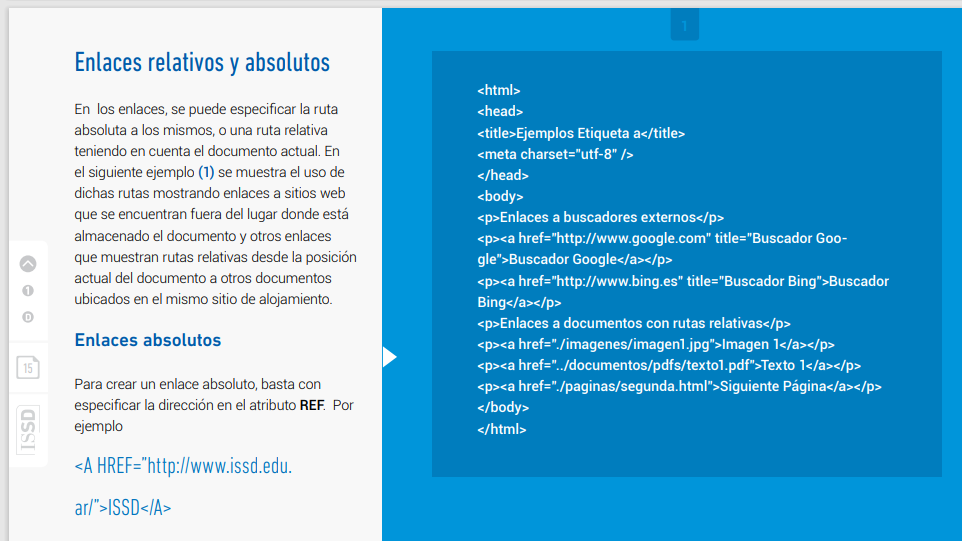 Enlaces relativos y absolutos
En  los enlaces, se puede especificar la ruta
absoluta a los mismos, o una ruta relativa
teniendo en cuenta el documento actual. En
el siguiente ejemplo (1) se muestra el uso de
dichas rutas mostrando enlaces a sitios web
que se encuentran fuera del lugar donde está
almacenado el documento y otros enlaces
que muestran rutas relativas desde la posición
actual del documento a otros documentos
ubicados en el mismo sitio de alojamiento.
Enlaces absolutos
Para crear un enlace absoluto, basta con
especificar la dirección en el atributo REF.  Por
ejemplo
<A HREF=”http://www.issd.edu.
ar/”>ISSD</A>
1
D
15
ISSD
1
<html>
<head>
<title>Ejemplos Etiqueta a</title>
<meta charset="utf-8" />
</head>
<body>
<p>Enlaces a buscadores externos</p>
<p><a href="http://www.google.com" title="Buscador Goo-
gle">Buscador Google</a></p>
<p><a href="http://www.bing.es" title="Buscador Bing">Buscador
Bing</a></p>
<p>Enlaces a documentos con rutas relativas</p>
<p><a href="./imagenes/imagen1.jpg">Imagen 1</a></p>
<p><a href="../documentos/pdfs/texto1.pdf">Texto 1</a></p>
<p><a href="./paginas/segunda.html">Siguiente Página</a></p>
</body>
</html>